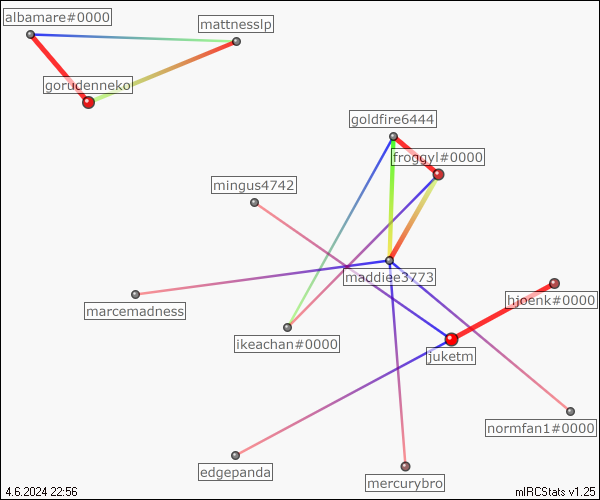 albamare#0000
mattnesslp
gorudenneko
goldfire6444
froggyl#0000
mingus4742
maddiee3773
hjoenk#0000
marcemadness
ikeachan#0000
juketm
normfan1#0000
edgepanda
mercurybro
4.6.2024 22:56
mIRCStats v1.25